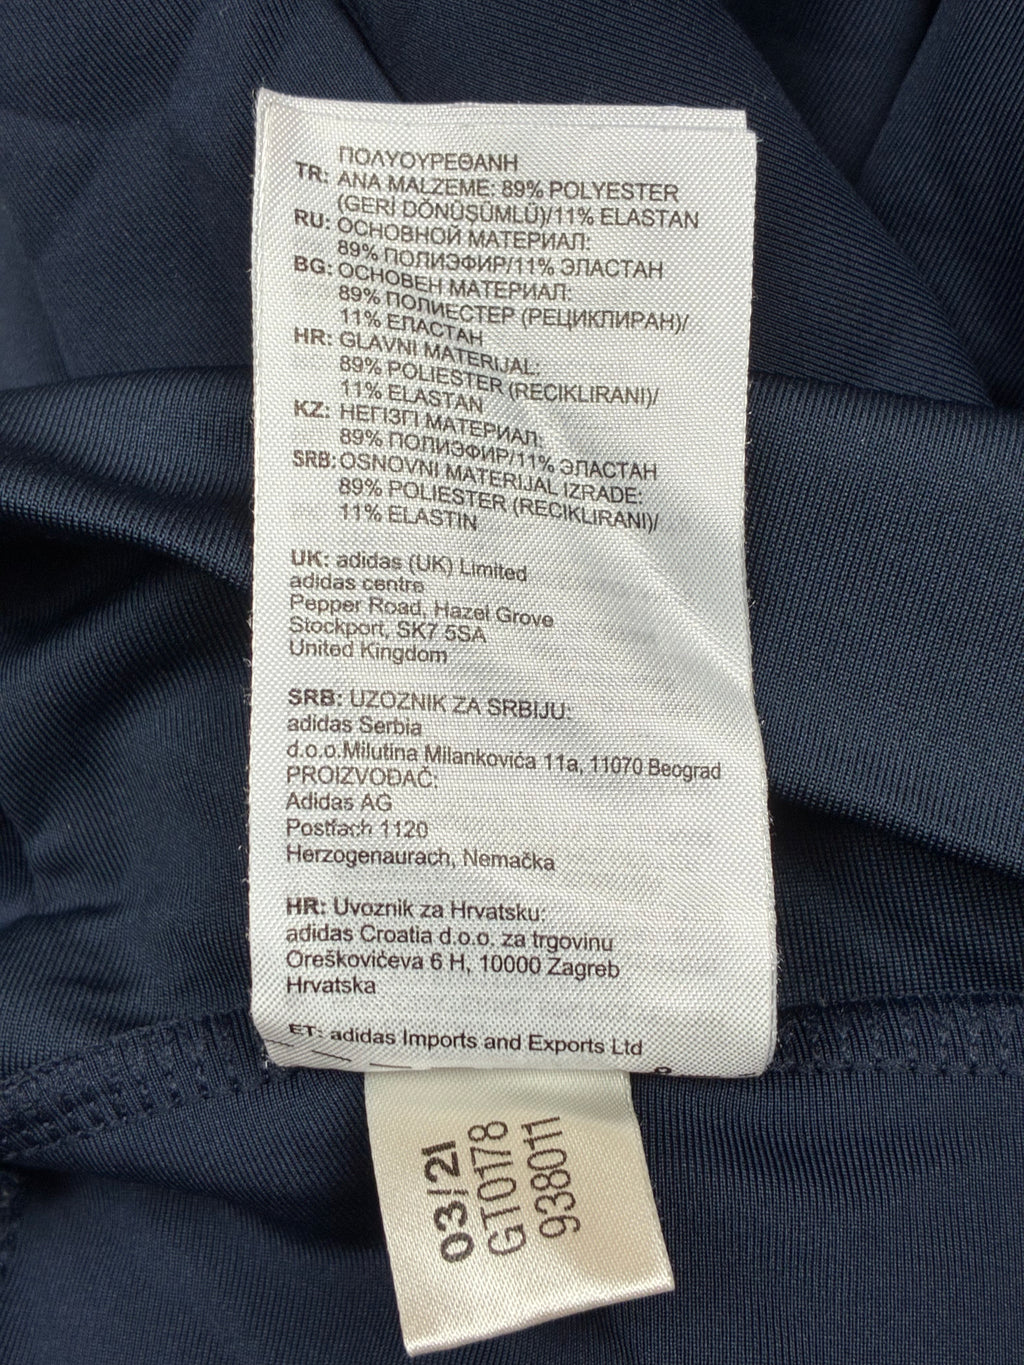 ΠΟΛΥΟΥΡΕΘΑΝΗ
TR: ANA MALZEME: 89% POLYESTER
(GERİ DÖNÜŞÜMLÜ)/11% ELASTAN
RU: ОСНОВНОЙ МАТЕРИАЛ:
89% ПОЛИЭФИР/11% ЭЛАСТАН
BG: ОСНОВЕН МАТЕРИАЛ:
89% ПОЛИЕСТЕР (РЕЦИКЛИРАН)/
11% ЕЛАСТАН
HR: GLAVNI MATERIJAL:
89% POLIESTER (RECIKLIRANI)/
11% ELASTAN
KZ: НЕГІЗГІ МАТЕРИАЛ:
89% ПОЛИЭФИР/11% ЭЛАСТАН
SRB: OSNOVNI MATERIJAL IZRADE:
89% POLIESTER (RECIKLIRANI)/
11% ELASTIN
UK: adidas (UK) Limited
adidas centre
Pepper Road, Hazel Grove
Stockport, SK7 5SA
United Kingdom
SRB: UZOZNIK ZA SRBIJU:
adidas Serbia
d.o.o.Milutina Milankovića 11a, 11070 Beograd
PROIZVOĐAČ:
Adidas AG
Postfach 1120
Herzogenaurach, Nemačka
HR: Uvoznik za Hrvatsku:
adidas Croatia d.o.o. za trgovinu
Oreškovićeva 6 H, 10000 Zagreb
Hrvatska
ET: adidas Imports and Exports Ltd
03/21
GT0178
938011